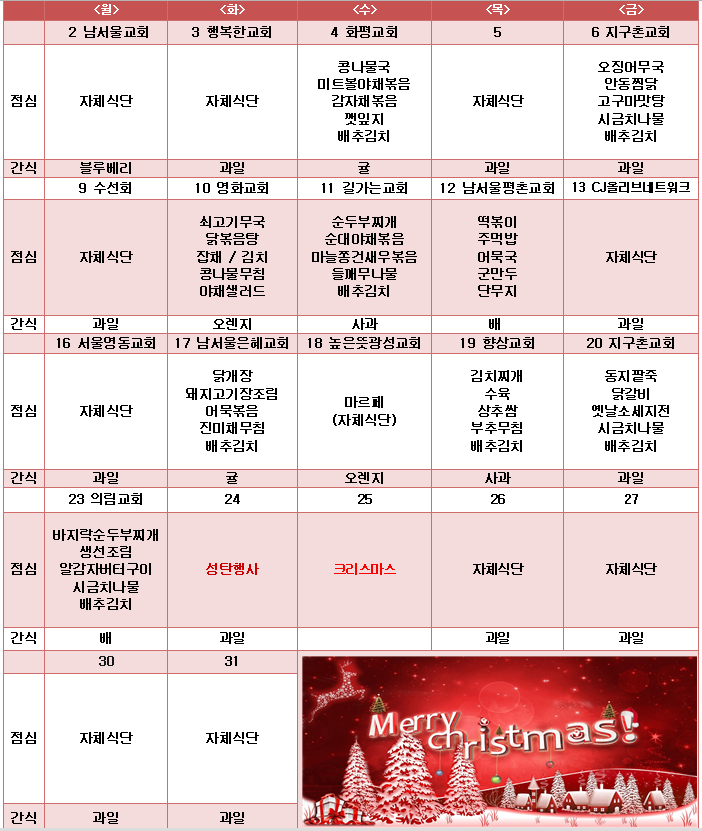 <월> <화> <수> <목> <금>
2 남서울교회 3 행복한교회 4 화평교회 5 6 지구촌교회
점심
자체식단
자체식단
콩나물국
미트볼야채볶음
감자채볶음
깻잎지
배추김치
자체식단
오징어무국
안동찜닭
고구마맛탕
시금치나물
배추김치
간식 블루베리 과일 귤 과일 과일
9 수선회 10 명화교회 11 길가는교회 12 남서울평촌교회 13 CJ올리브네트워크
점심
자체식단
쇠고기무국
닭볶음탕
잡채 / 김치
콩나물무침
야채샐러드
순두부찌개
순대야채볶음
마늘쫑건새우볶음
들깨무나물
배추김치
떡볶이
주먹밥
어묵국
군만두
단무지
자체식단
간식 과일 오렌지 사과 배 과일
16 서울명동교회 17 남서울은혜교회 18 높은뜻광성교회 19 향상교회 20 지구촌교회
점심
자체식단
닭개장
돼지고기장조림
어묵볶음
진미채무침
배추김치
마르페
(자체식단)
김치찌개
수육
상추쌈
부추무침
배추김치
동지팥죽
닭갈비
옛날소세지전
시금치나물
배추김치
간식 과일 귤 오렌지 사과 과일
23 의림교회 24 25 26 27
점심
바지락순두부찌개
생선조림
알감자버터구이
시금치나물
배추김치
성탄행사
크리스마스
자체식단
자체식단
간식 배 과일 과일 과일
30 31
점심
자체식단
자체식단
간식 과일 과일
Merry
christmas!